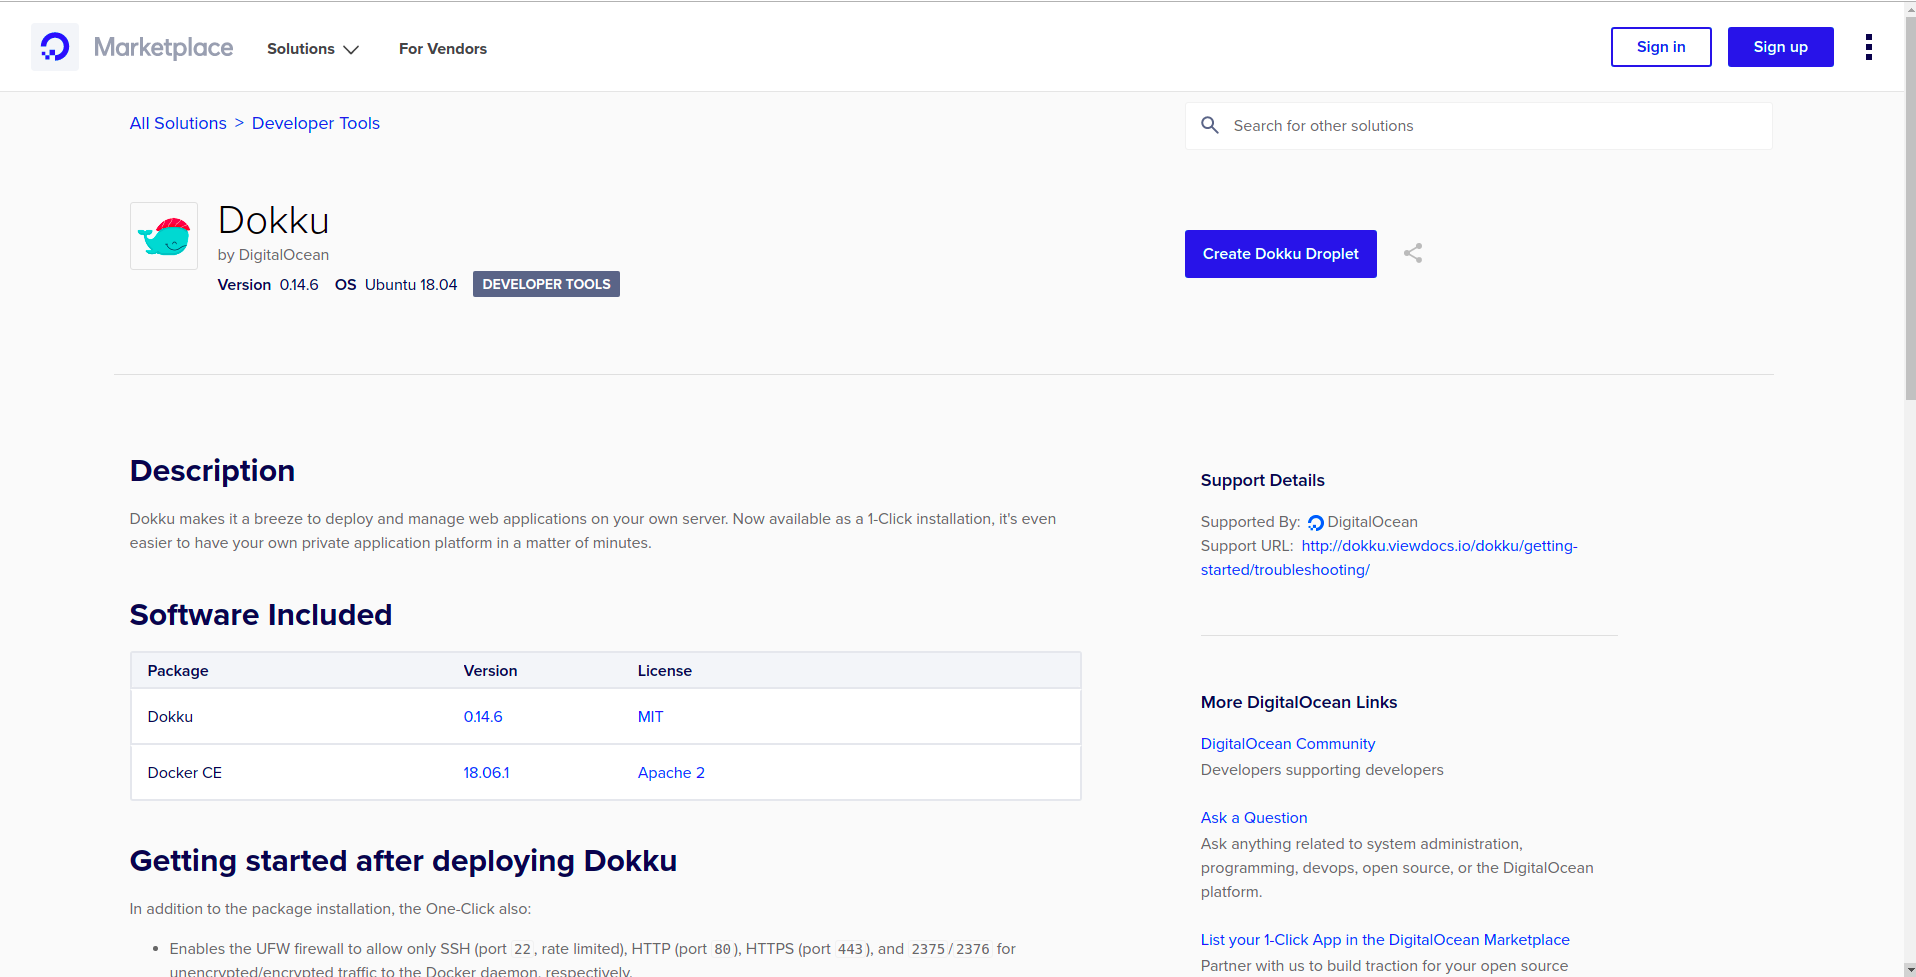 Marketplace Solutions For Vendors Sign in Sign up
All Solutions > Developer Tools
Search for other solutions
Dokku
by DigitalOcean
Version 0.14.6 OS Ubuntu 18.04 DEVELOPER TOOLS
Create Dokku Droplet
Description
Dokku makes it a breeze to deploy and manage web applications on your own server. Now available as a 1-Click installation, it's even
easier to have your own private application platform in a matter of minutes.
Software Included
Package Version License
Dokku 0.14.6 MIT
Docker CE 18.06.1 Apache 2
Getting started after deploying Dokku
In addition to the package installation, the One-Click also:
• Enables the UFW firewall to allow only SSH (port 22, rate limited), HTTP (port 80), HTTPS (port 443), and 2375/2376 for
unencrypted/encrypted traffic to the Docker daemon, respectively.
Support Details
Supported By: DigitalOcean
Support URL: http://dokku.viewdocs.io/dokku/getting-
started/troubleshooting/
More DigitalOcean Links
DigitalOcean Community
Developers supporting developers
Ask a Question
Ask anything related to system administration,
programming, devops, open source, or the DigitalOcean
platform.
List your 1-Click App in the DigitalOcean Marketplace
Partner with us to build traction for your open source